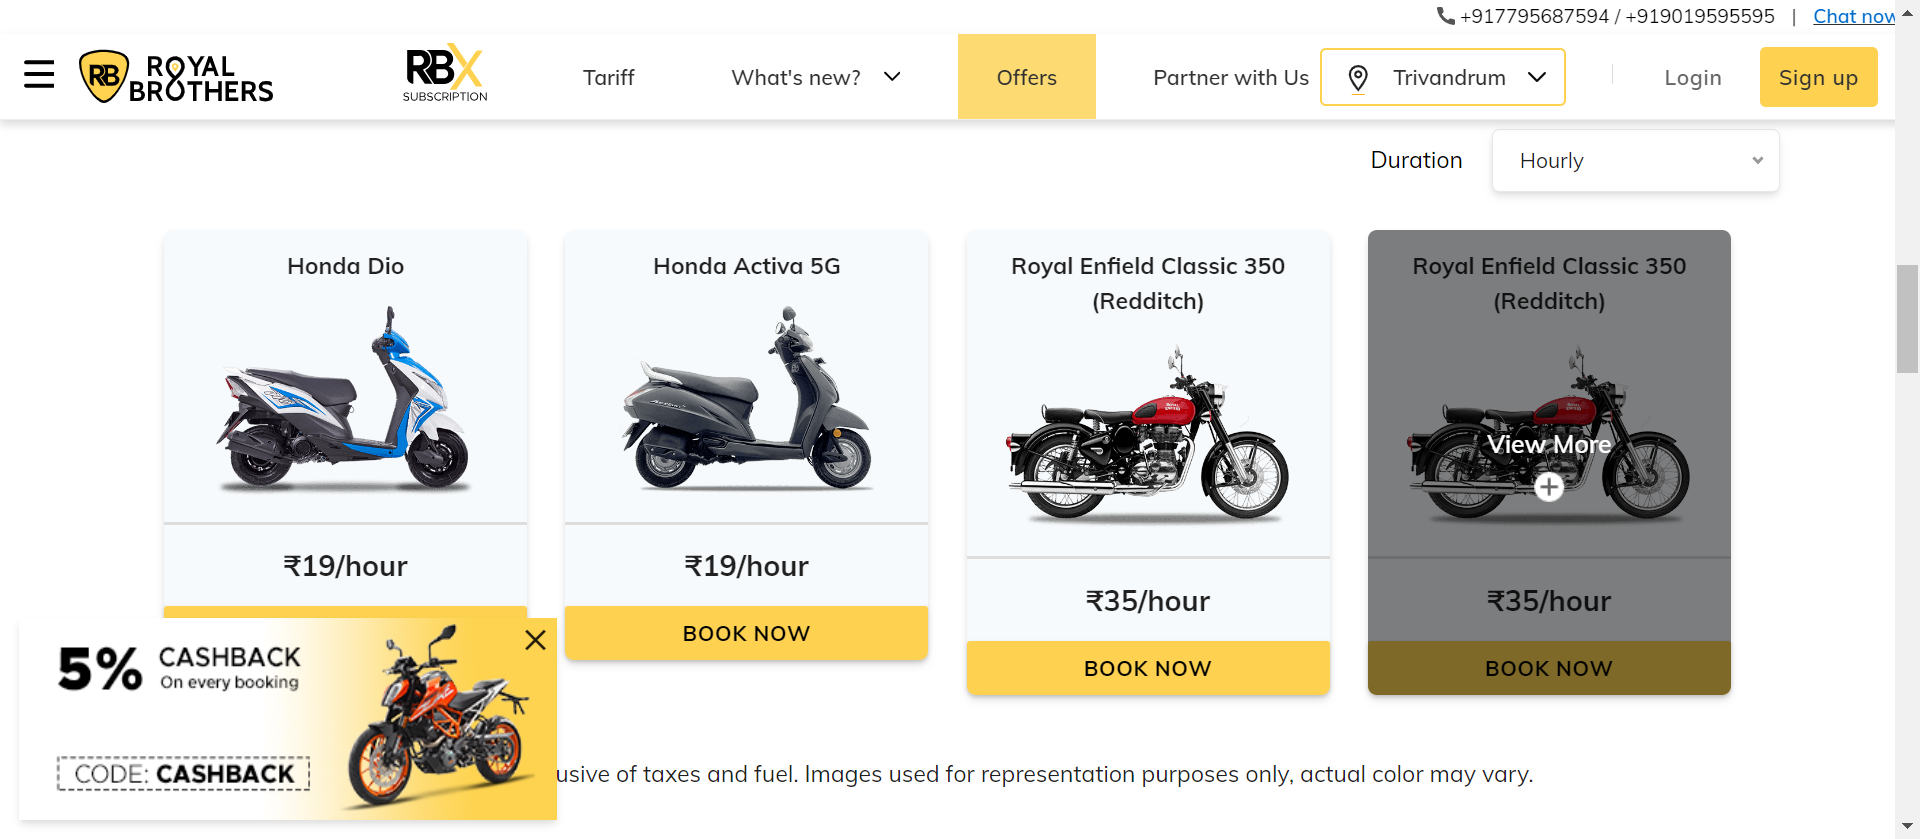 +917795687594 / +919019595595 | Chat now
RB ROYAL BROTHERS
RBX SUBSCRIPTION
Tariff
What's new?
Offers
Partner with Us
Trivandrum
Login
Sign up
Duration
Hourly
Honda Dio
₹19/hour
Honda Activa 5G
₹19/hour
BOOK NOW
Royal Enfield Classic 350
(Redditch)
₹35/hour
BOOK NOW
Royal Enfield Classic 350
(Redditch)
View More
₹35/hour
BOOK NOW
5% CASHBACK
On every booking
CODE: CASHBACK
usive of taxes and fuel. Images used for representation purposes only, actual color may vary.